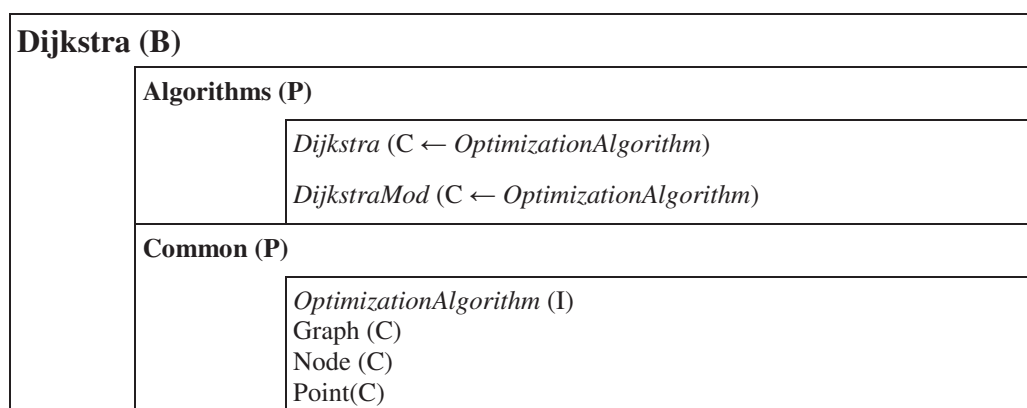 Dijkstra (B)
Algorithms (P)
Dijkstra (C ← OptimizationAlgorithm)
DijkstraMod (C ← OptimizationAlgorithm)
Common (P)
OptimizationAlgorithm (I)
Graph (C)
Node (C)
Point(C)